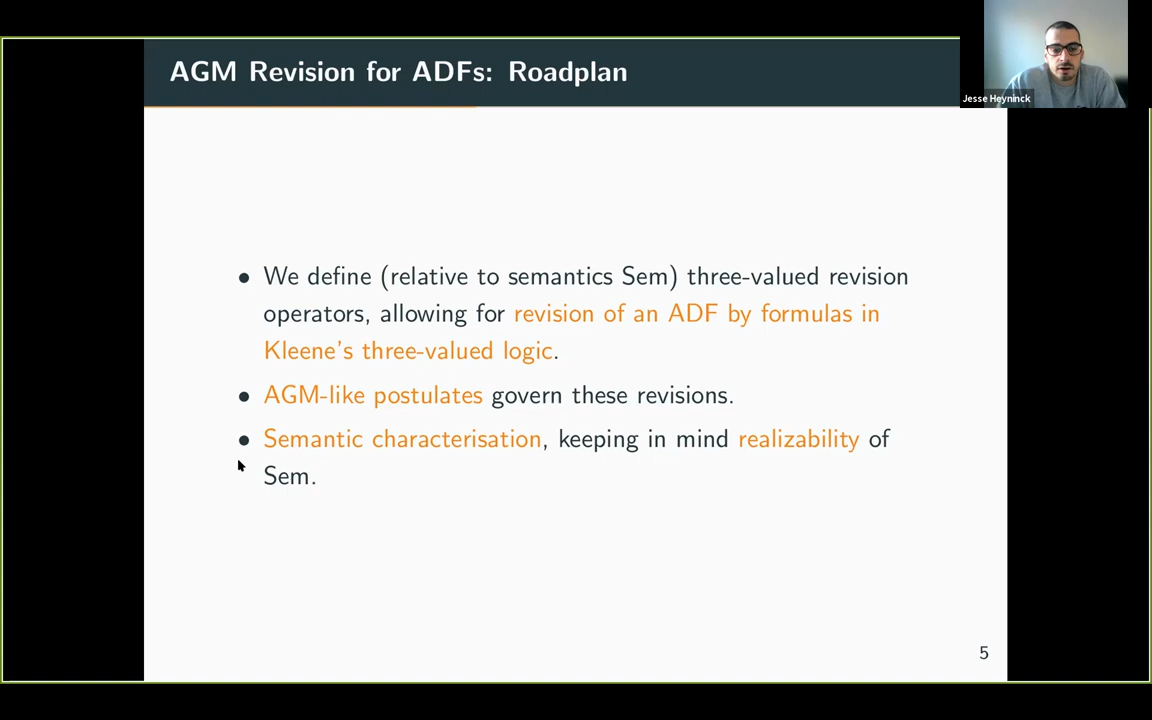 AGM Revision for ADFs: Roadplan
Jesse Heyninck
• We define (relative to semantics Sem) three-valued revision
operators, allowing for revision of an ADF by formulas in
Kleene's three-valued logic.
• AGM-like postulates govern these revisions.
• Semantic characterisation, keeping in mind realizability of
Sem.
5